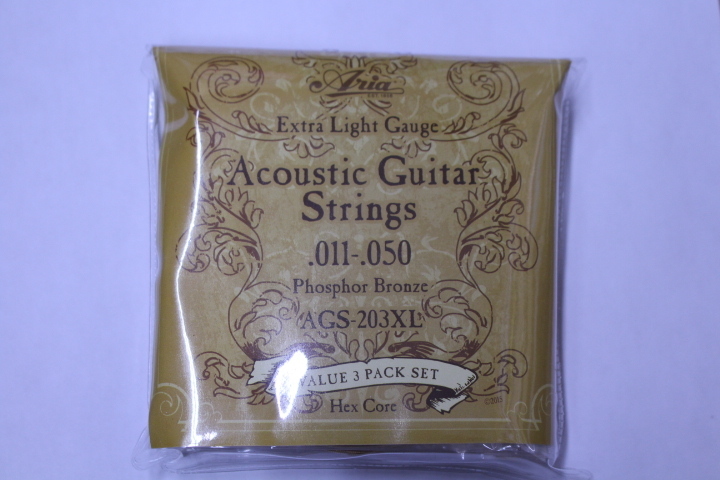 Aria
Extra Light Gauge
Acoustic Guitar
Strings
.011-.050
Phosphor Bronze
AGS-203XL
VALUE 3 PACK SET
Hex Core